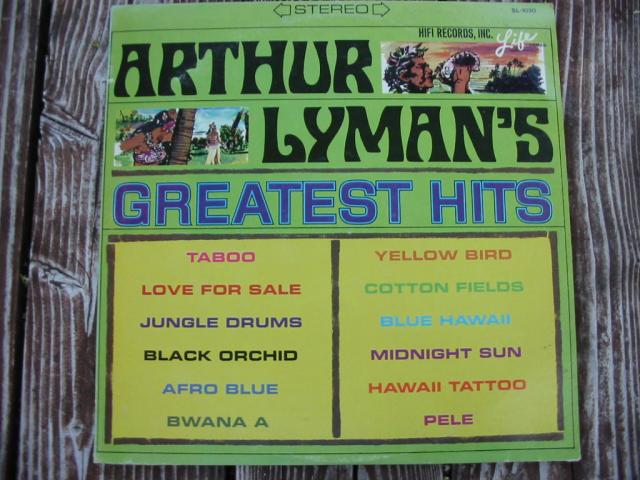 STEREO
SL-1030
HIFI RECORDS, INC. Life
ARTHUR
LYMAN'S
GREATEST HITS
TABOO
LOVE FOR SALE
JUNGLE DRUMS
BLACK ORCHID
AFRO BLUE
BWANA A
YELLOW BIRD
COTTON FIELDS
BLUE HAWAII
MIDNIGHT SUN
HAWAII TATTOO
PELE